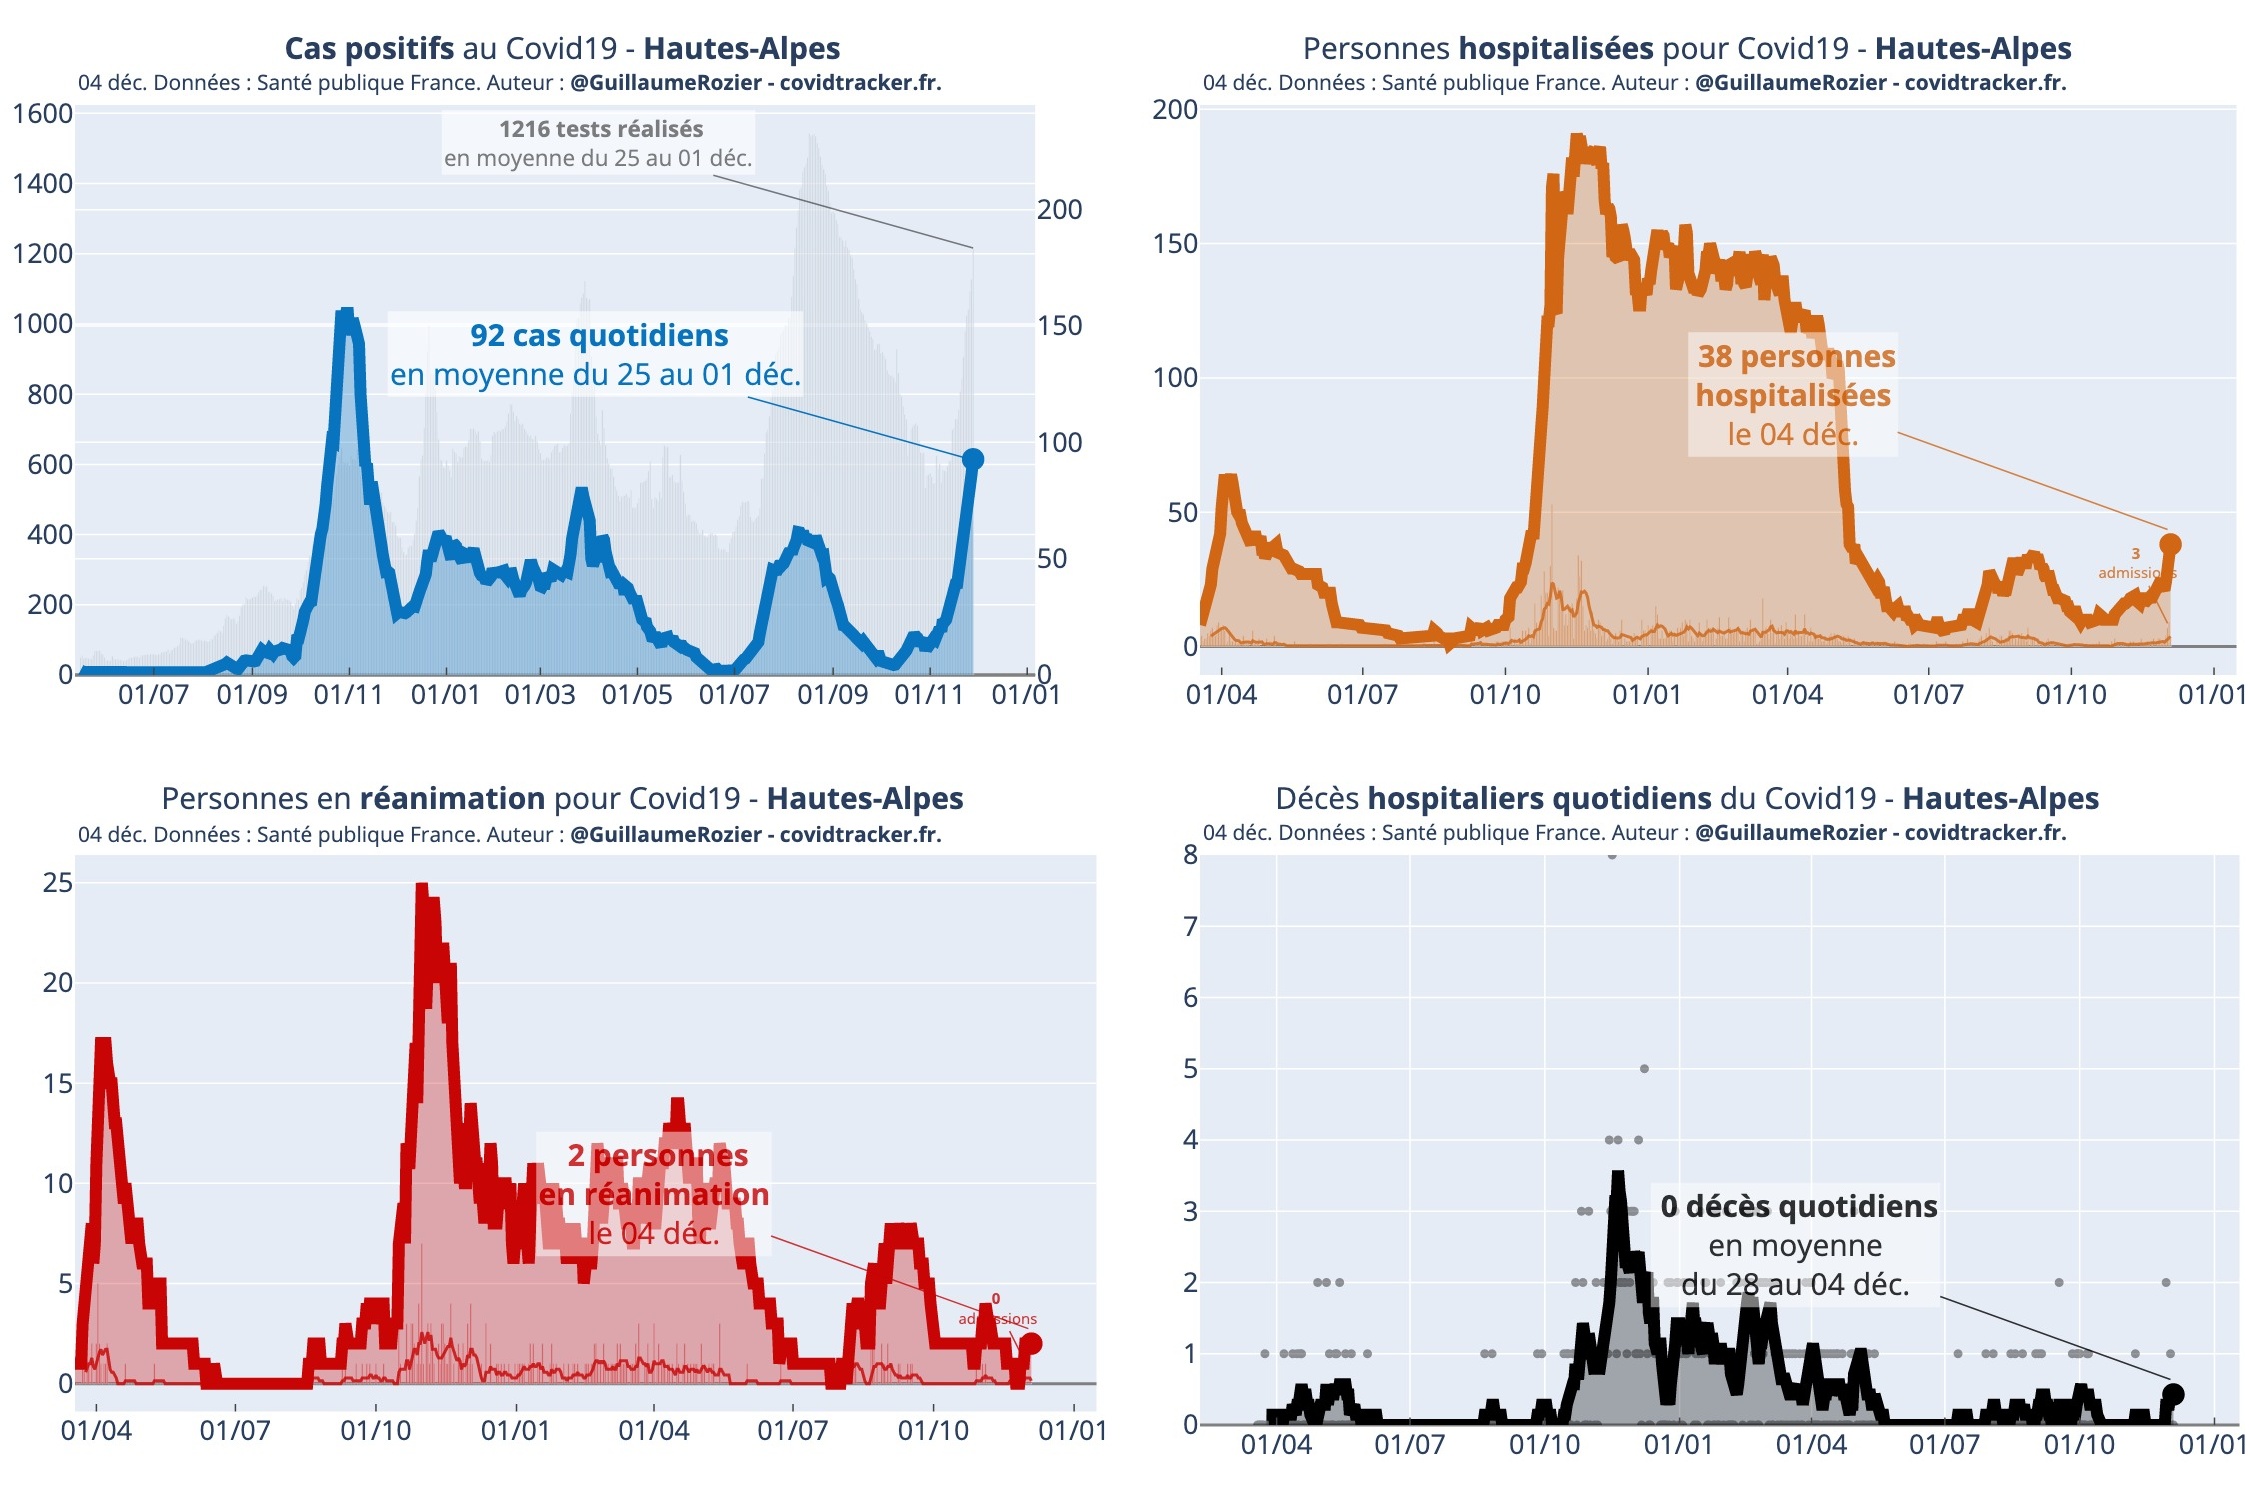 Cas positifs au Covid19 - Hautes-Alpes
04 déc. Données : Santé publique France. Auteur : @GuillaumeRozier - covidtracker.fr.
1600
1400
1200
1000
800
600
400
200
0
200
150
100
50
0
1216 tests réalisés
en moyenne du 25 au 01 déc.
92 cas quotidiens
en moyenne du 25 au 01 déc.
01/07 01/09 01/11 01/01 01/03 01/05 01/07 01/09 01/11 01/01
Personnes hospitalisées pour Covid19 - Hautes-Alpes
04 déc. Données : Santé publique France. Auteur : @GuillaumeRozier - covidtracker.fr.
200
150
100
50
0
38 personnes
hospitalisées
le 04 déc.
3
admissions
01/04 01/07 01/10 01/01 01/04 01/07 01/10 01/01
Personnes en réanimation pour Covid19 - Hautes-Alpes
04 déc. Données : Santé publique France. Auteur : @GuillaumeRozier - covidtracker.fr.
25
20
15
10
5
0
2 personnes
en réanimation
le 04 déc.
0
admissions
01/04 01/07 01/10 01/01 01/04 01/07 01/10 01/01
Décès hospitaliers quotidiens du Covid19 - Hautes-Alpes
04 déc. Données : Santé publique France. Auteur : @GuillaumeRozier - covidtracker.fr.
8
7
6
5
4
3
2
1
0
0 décès quotidiens
en moyenne
du 28 au 04 déc.
01/04 01/07 01/10 01/01 01/04 01/07 01/10 01/01